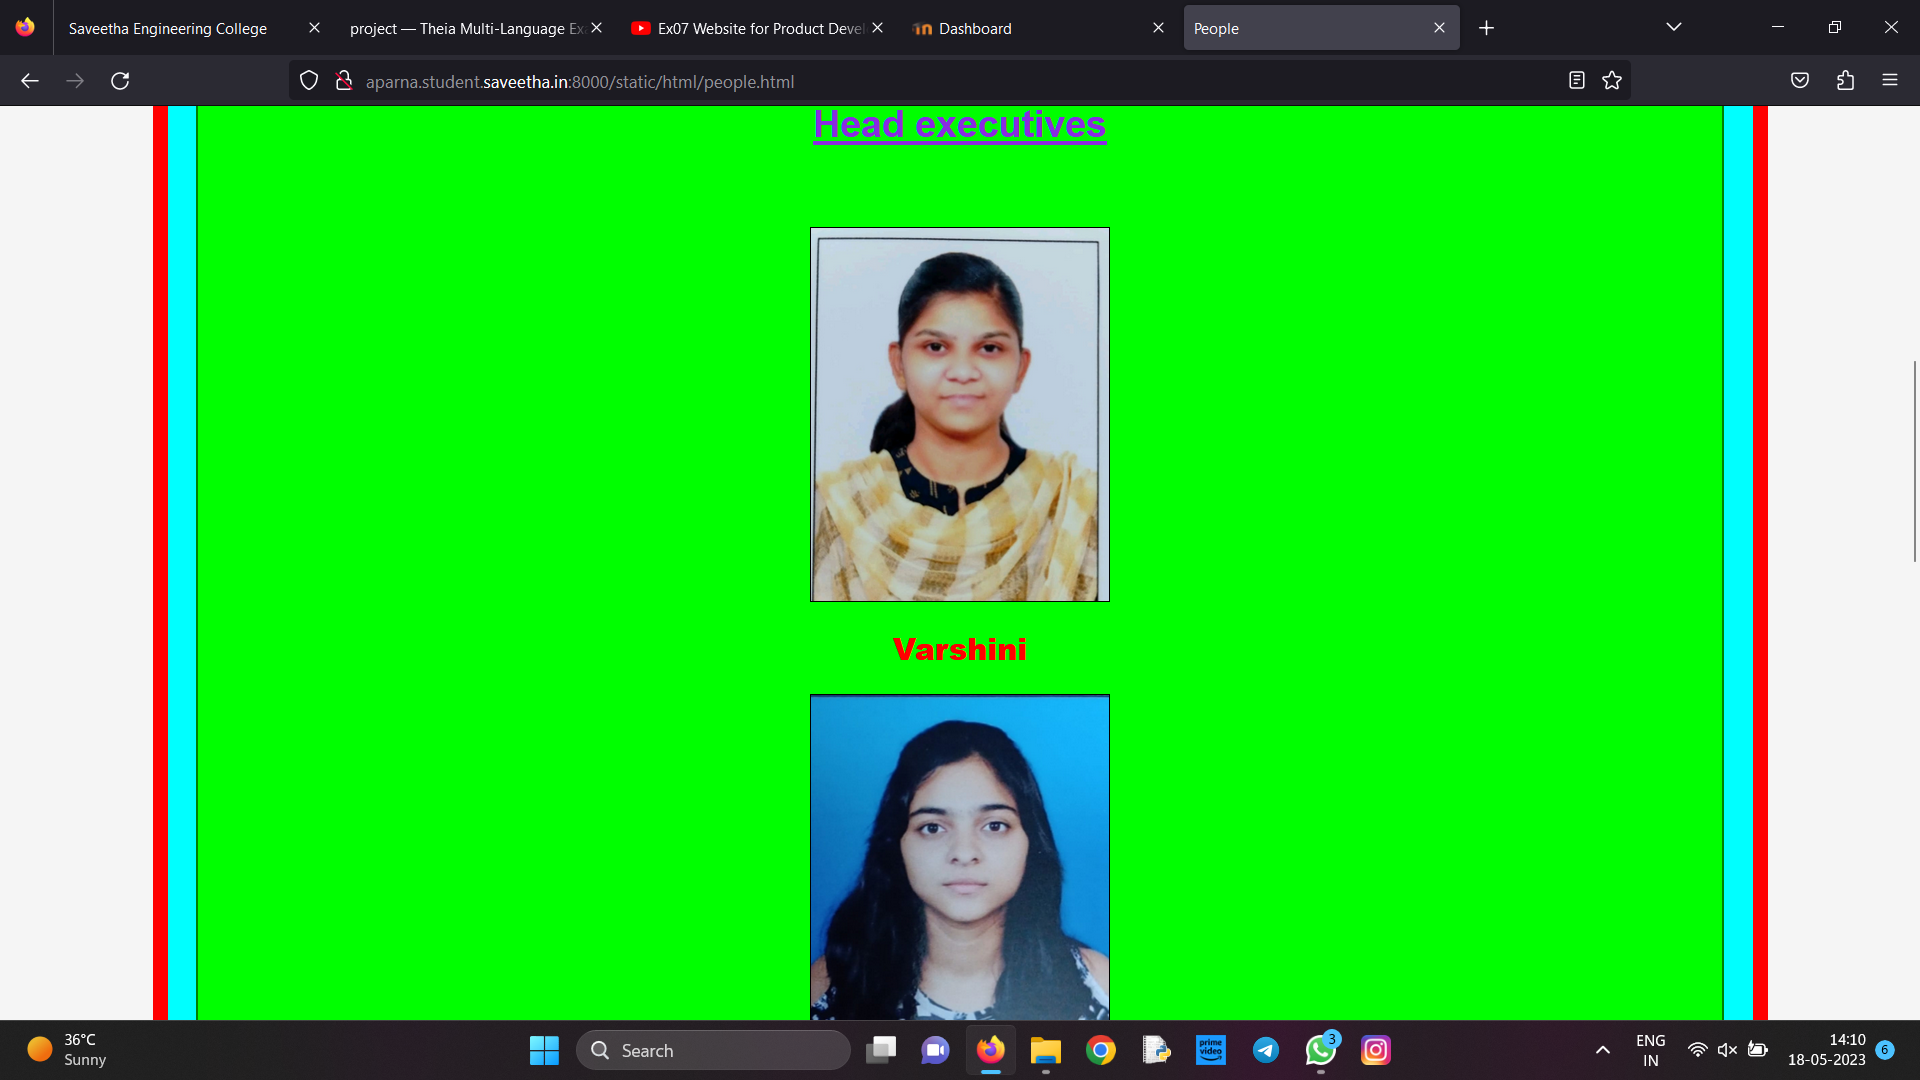 Saveetha Engineering College
project — Theia Multi-Language Ex
Ex07 Website for Product Devel
Dashboard
People
aparna.student.saveetha.in:8000/static/html/people.html
Head executives
Varshini
36°C
Sunny
Search
prime video
3
ENG
IN
14:10
18-05-2023
6